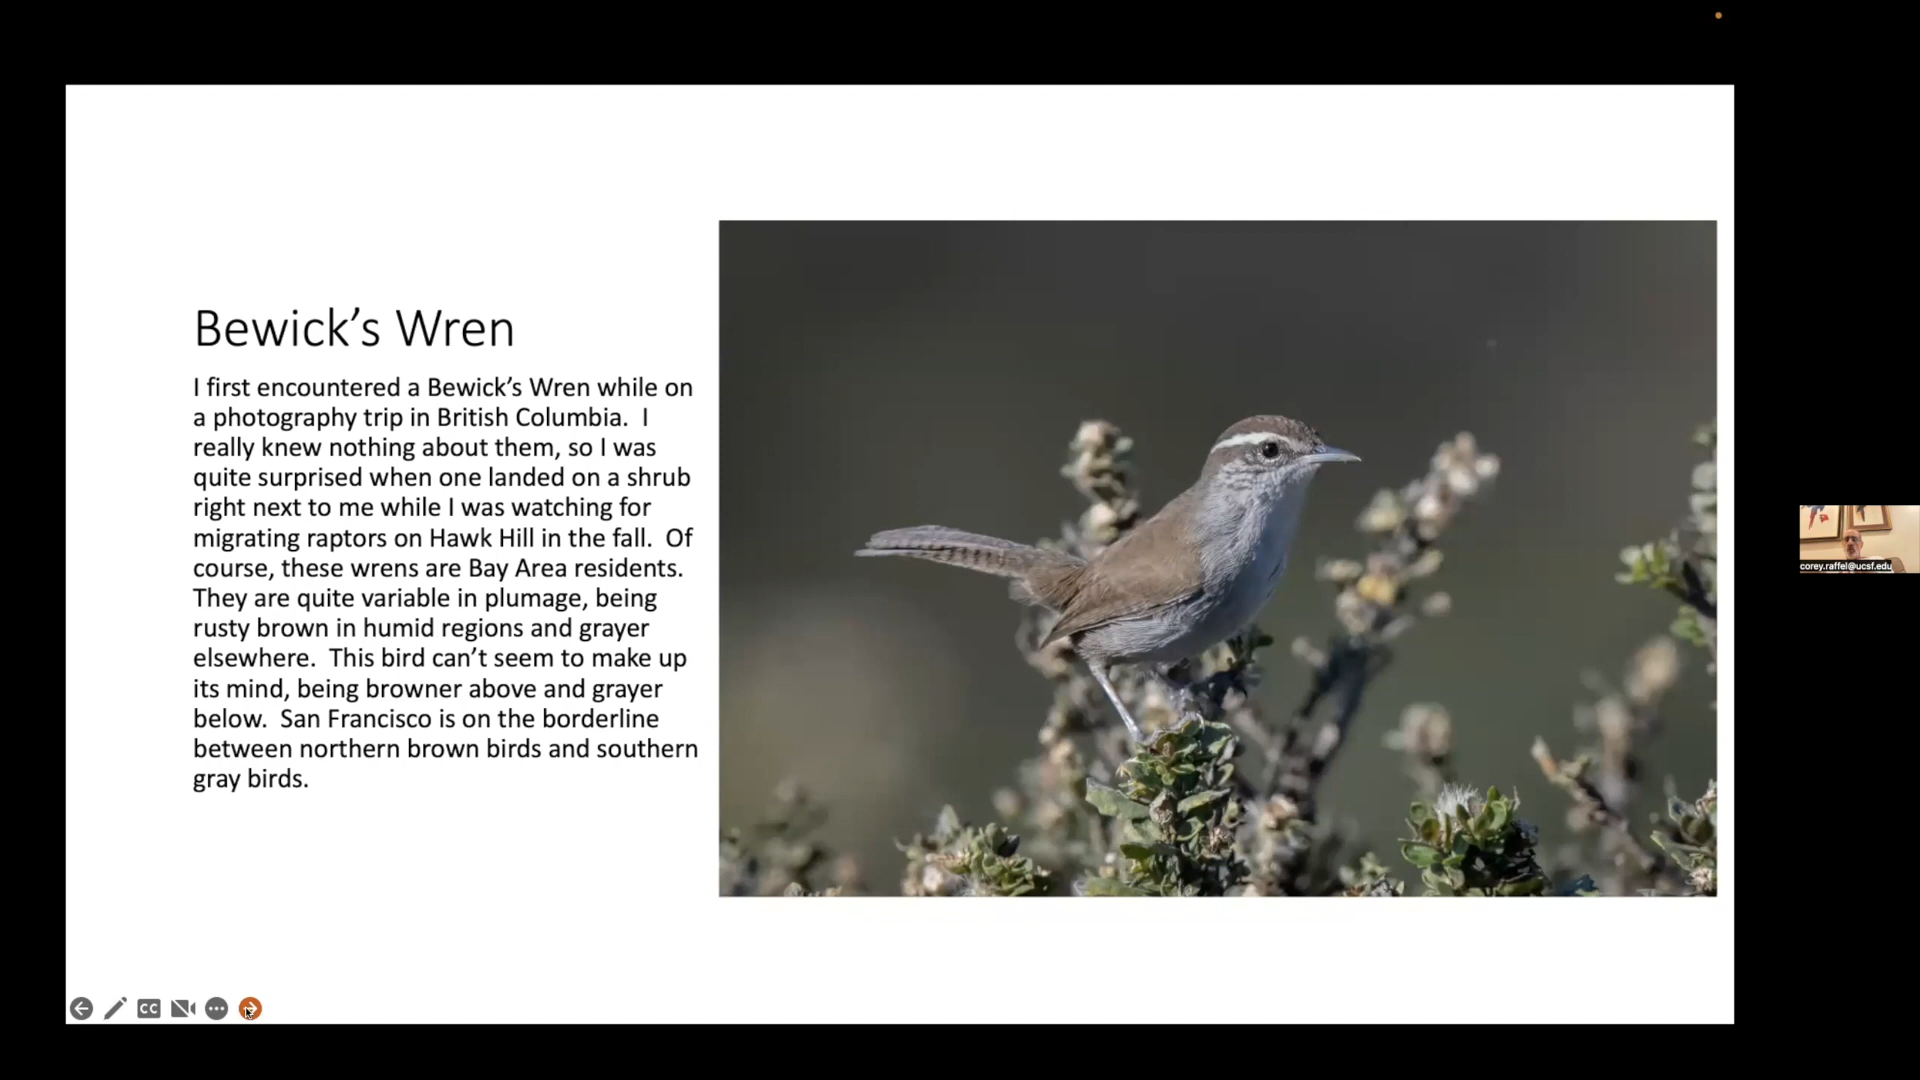 Bewick’s Wren
I first encountered a Bewick’s Wren while on
a photography trip in British Columbia.  I
really knew nothing about them, so I was
quite surprised when one landed on a shrub
right next to me while I was watching for
migrating raptors on Hawk Hill in the fall.  Of
course, these wrens are Bay Area residents.
They are quite variable in plumage, being
rusty brown in humid regions and grayer
elsewhere.  This bird can’t seem to make up
its mind, being browner above and grayer
below.  San Francisco is on the borderline
between northern brown birds and southern
gray birds.
corey.raffel@ucsf.edu
CC